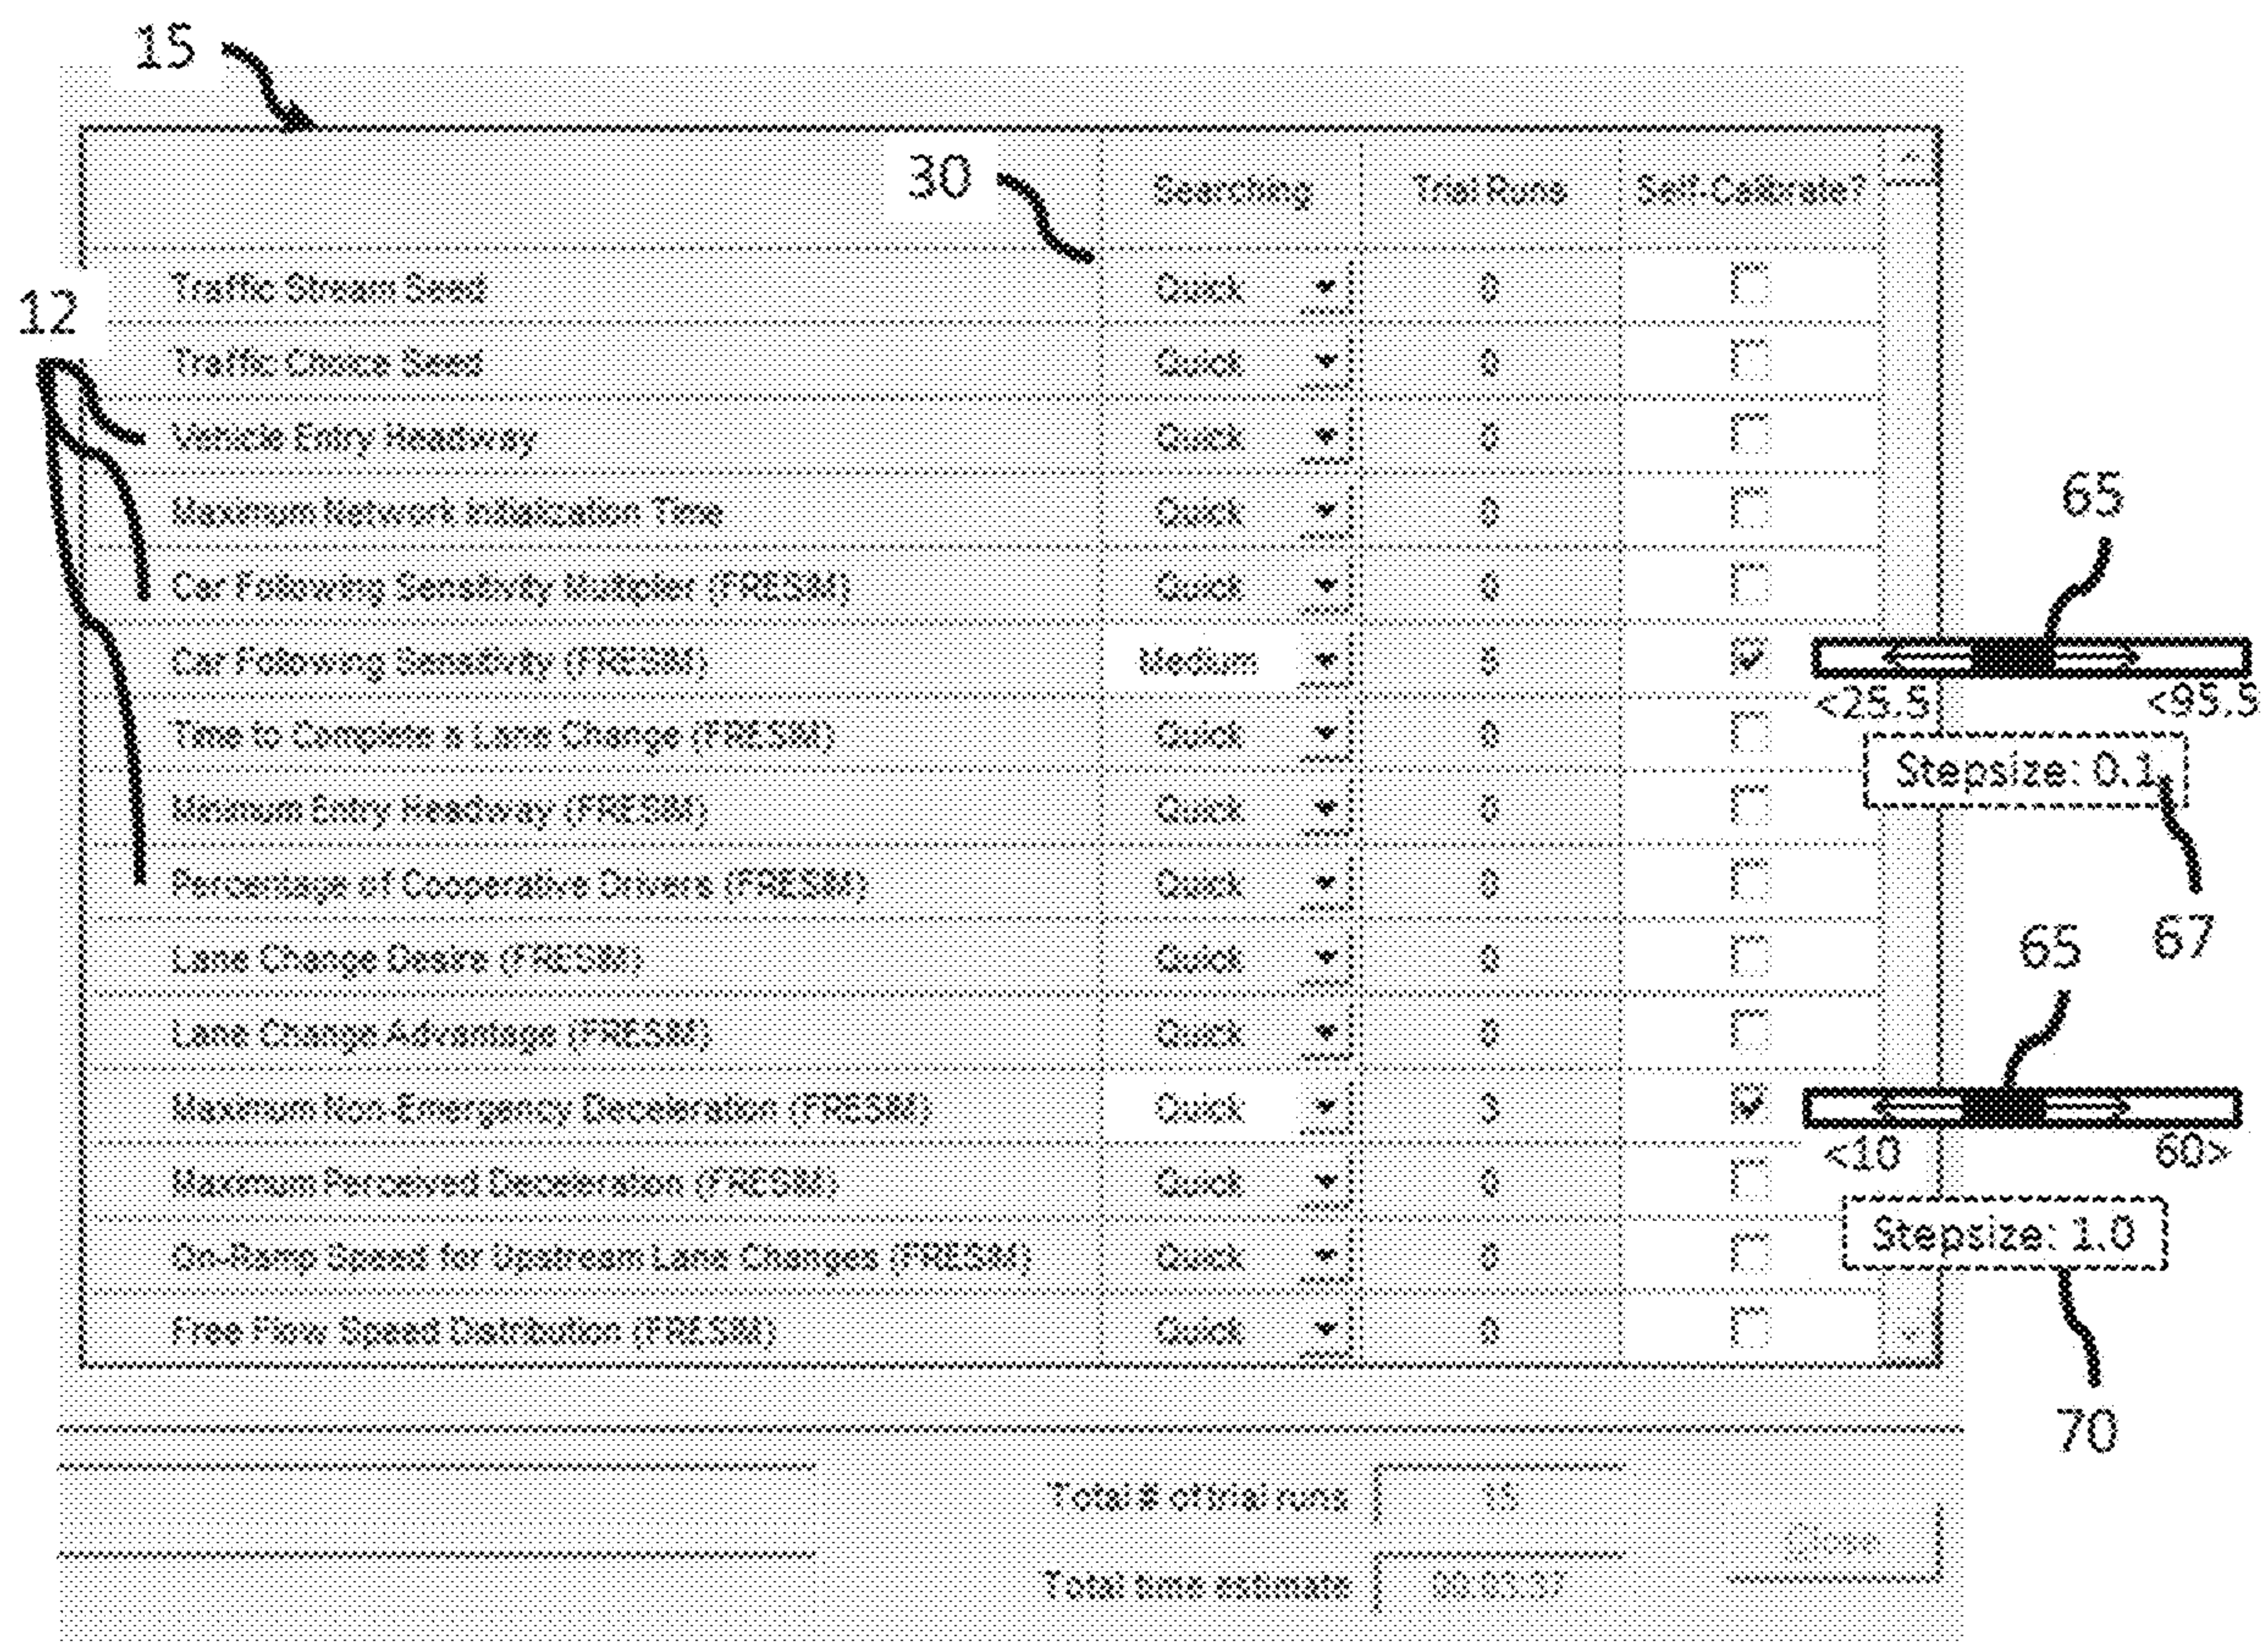 15
30
Searching Trial Runs Self-Calibrate?
Traffic Stream Seed Quick 0
12
Traffic Choice Seed Quick 0
Vehicle Entry Headway Quick 0
Maximum Network Initialization Time Quick 0
65
Car Following Sensitivity Multiplier (FRESIM) Quick 0
Car Following Sensitivity (FRESIM) Medium
<25.5 <95.5
Time to Complete a Lane Change (FRESIM) Quick 0
Stepsize: 0.1
Minimum Entry Headway (FRESIM) Quick 0
Percentage of Cooperative Drivers (FRESIM) Quick 0
67
65
Lane Change Desire (FRESIM) Quick 0
Lane Change Advantage (FRESIM) Quick 0
Maximum Non-Emergency Deceleration (FRESIM) Quick 3
<10 60>
Maximum Perceived Deceleration (FRESIM) Quick 0
Stepsize: 1.0
On-Ramp Speed for Upstream Lane Changes (FRESIM) Quick 0
Free Flow Speed Distribution (FRESIM) Quick 0
70
Total # of trial runs
Close
Total time estimate